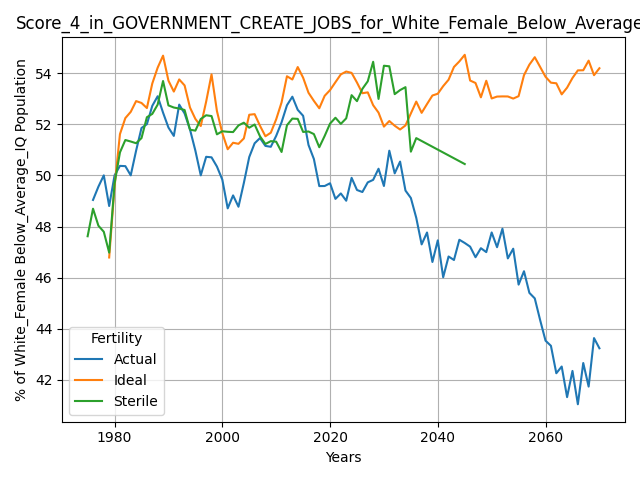 Score_4_in_GOVERNMENT_CREATE_JOBS_for_White_Female_Below_Average
% of White_Female Below_Average_IQ Population
54
52
50
48
46
44
42
Fertility
Actual
Ideal
Sterile
1980 2000 2020 2040 2060
Years